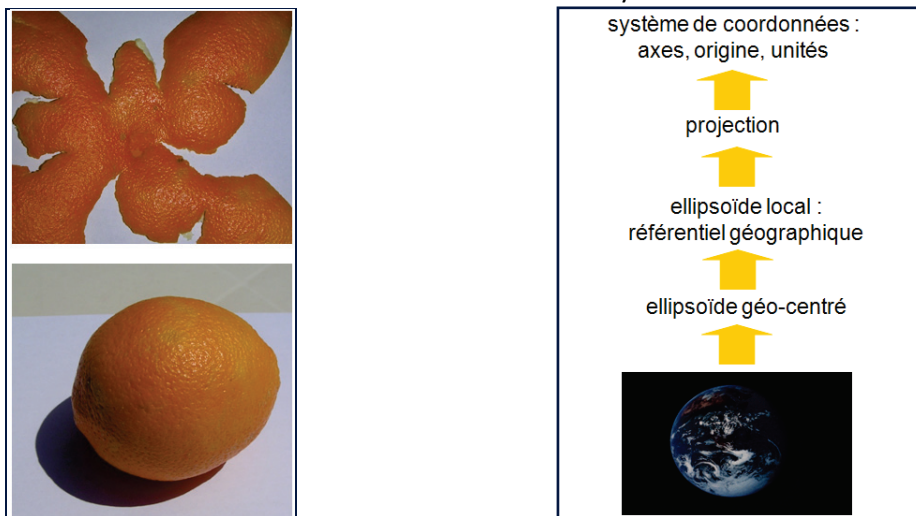 système de coordonnées :
axes, origine, unités
projection
ellipsoïde local :
référentiel géographique
ellipsoïde géo-centré